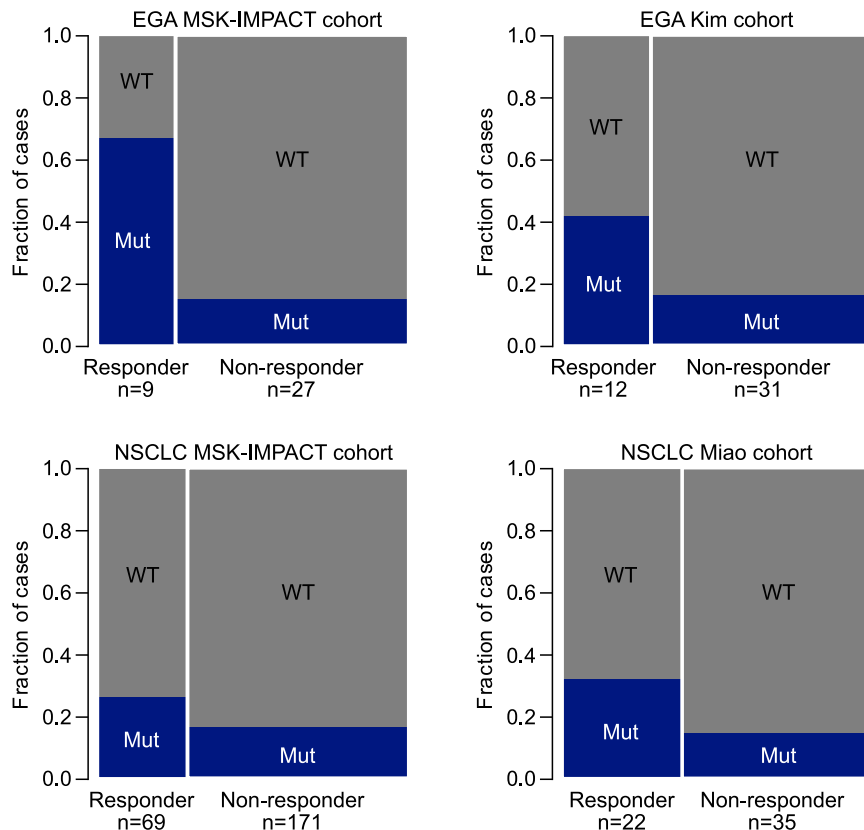 EGA MSK-IMPACT cohort
Fraction of cases
1.0
0.8
0.6
0.4
0.2
0.0
WT
Mut
WT
Mut
Responder
n=9
Non-responder
n=27
EGA Kim cohort
Fraction of cases
1.0
0.8
0.6
0.4
0.2
0.0
WT
Mut
WT
Mut
Responder
n=12
Non-responder
n=31
NSCLC MSK-IMPACT cohort
Fraction of cases
1.0
0.8
0.6
0.4
0.2
0.0
WT
Mut
WT
Mut
Responder
n=69
Non-responder
n=171
NSCLC Miao cohort
Fraction of cases
1.0
0.8
0.6
0.4
0.2
0.0
WT
Mut
WT
Mut
Responder
n=22
Non-responder
n=35